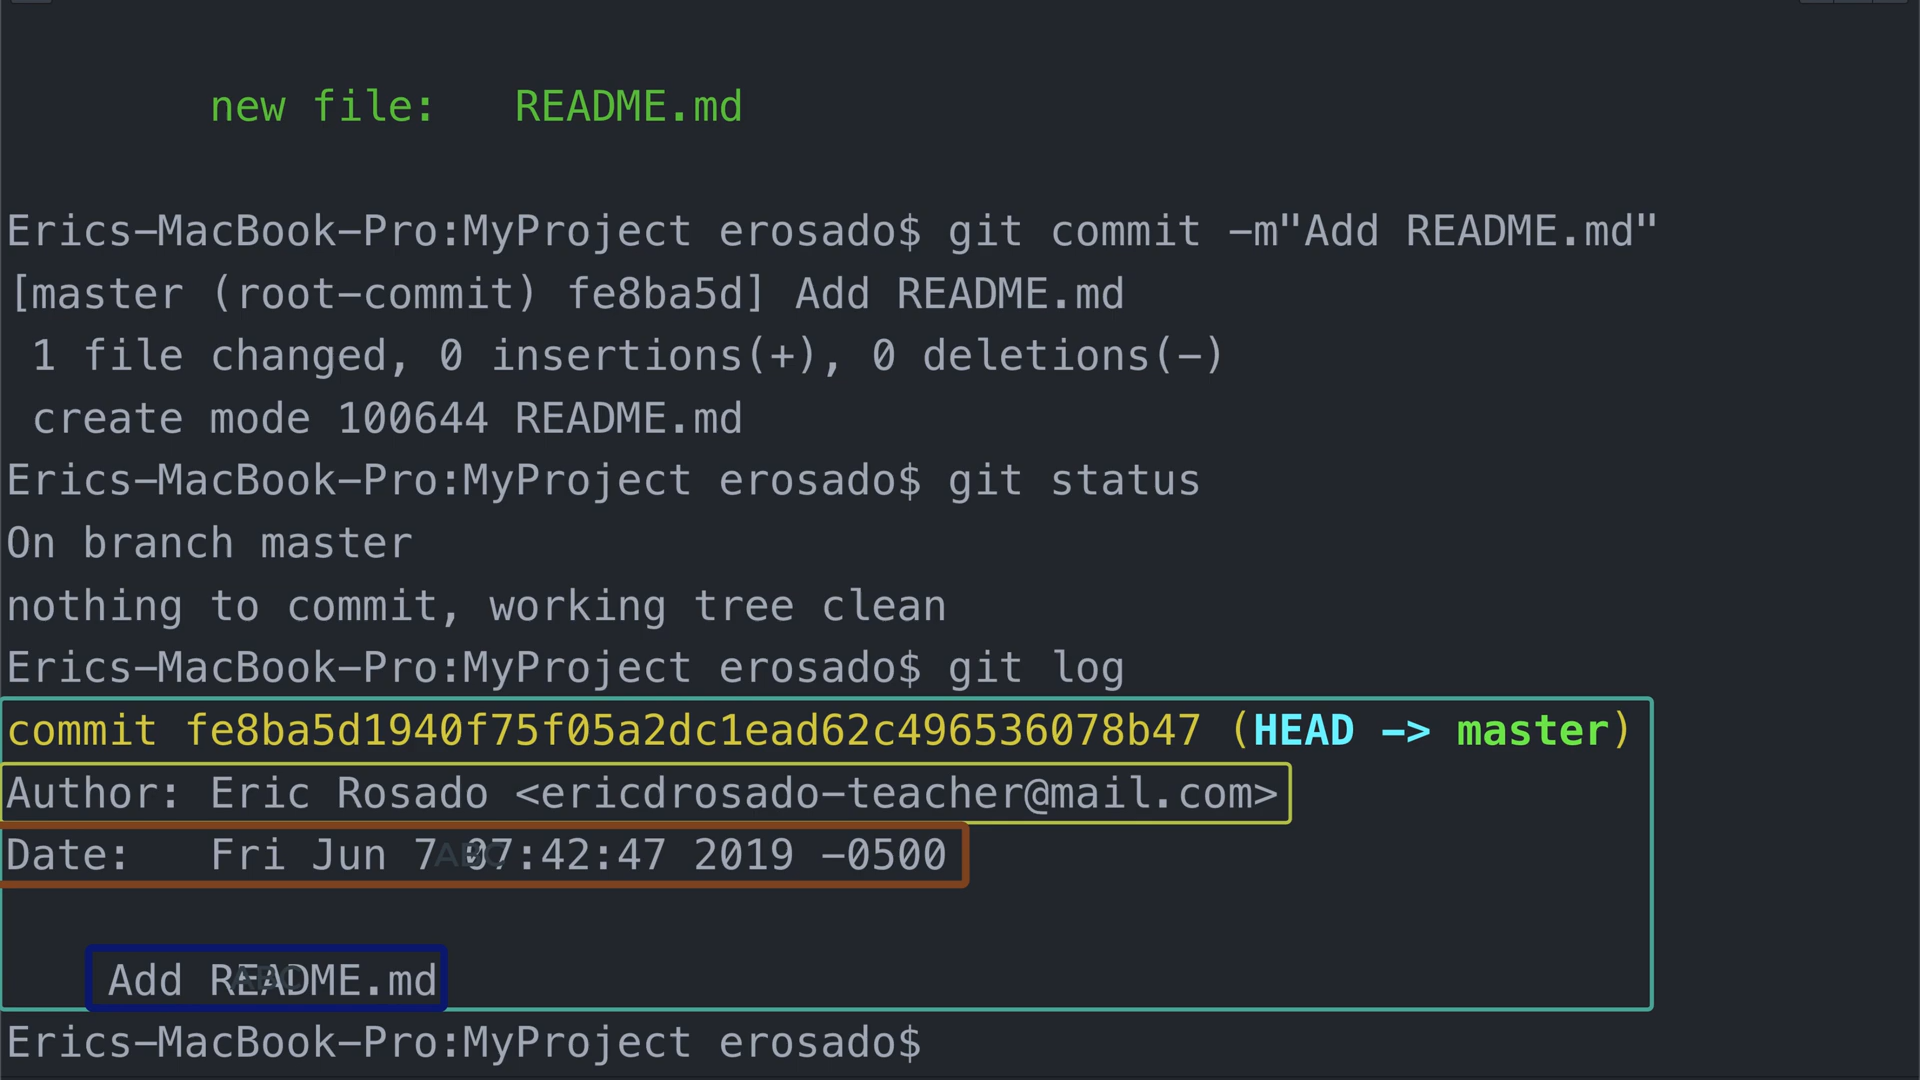 new file:   README.md
Erics-MacBook-Pro:MyProject erosado$ git commit -m"Add README.md"
[master (root-commit) fe8ba5d] Add README.md
1 file changed, 0 insertions(+), 0 deletions(-)
create mode 100644 README.md
Erics-MacBook-Pro:MyProject erosado$ git status
On branch master
nothing to commit, working tree clean
Erics-MacBook-Pro:MyProject erosado$ git log
commit fe8ba5d1940f75f05a2dc1ead62c496536078b47 (HEAD -> master)
Author: Eric Rosado <ericdrosado-teacher@mail.com>
Date:   Fri Jun 7 07:42:47 2019 -0500
ABC
Add README.md
ABC
Erics-MacBook-Pro:MyProject erosado$